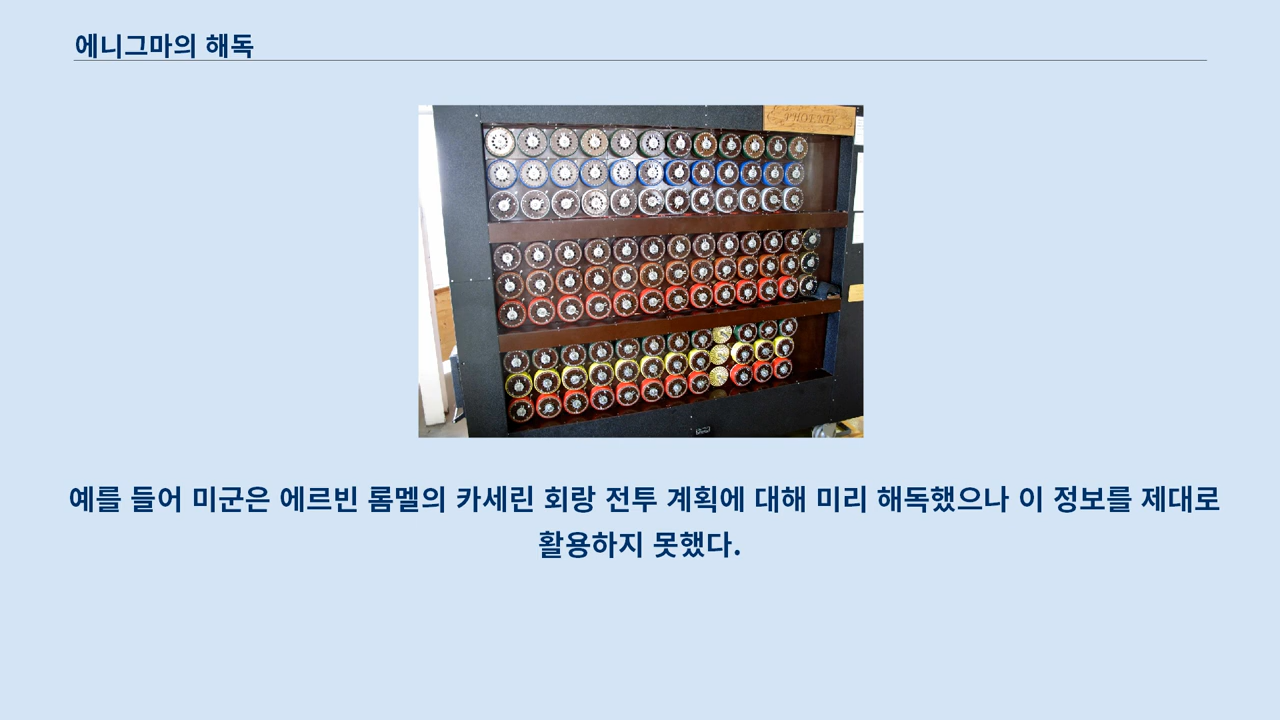 에니그마의 해독
PHOENIX
예를 들어 미군은 에르빈 롬멜의 카세린 회랑 전투 계획에 대해 미리 해독했으나 이 정보를 제대로
활용하지 못했다.